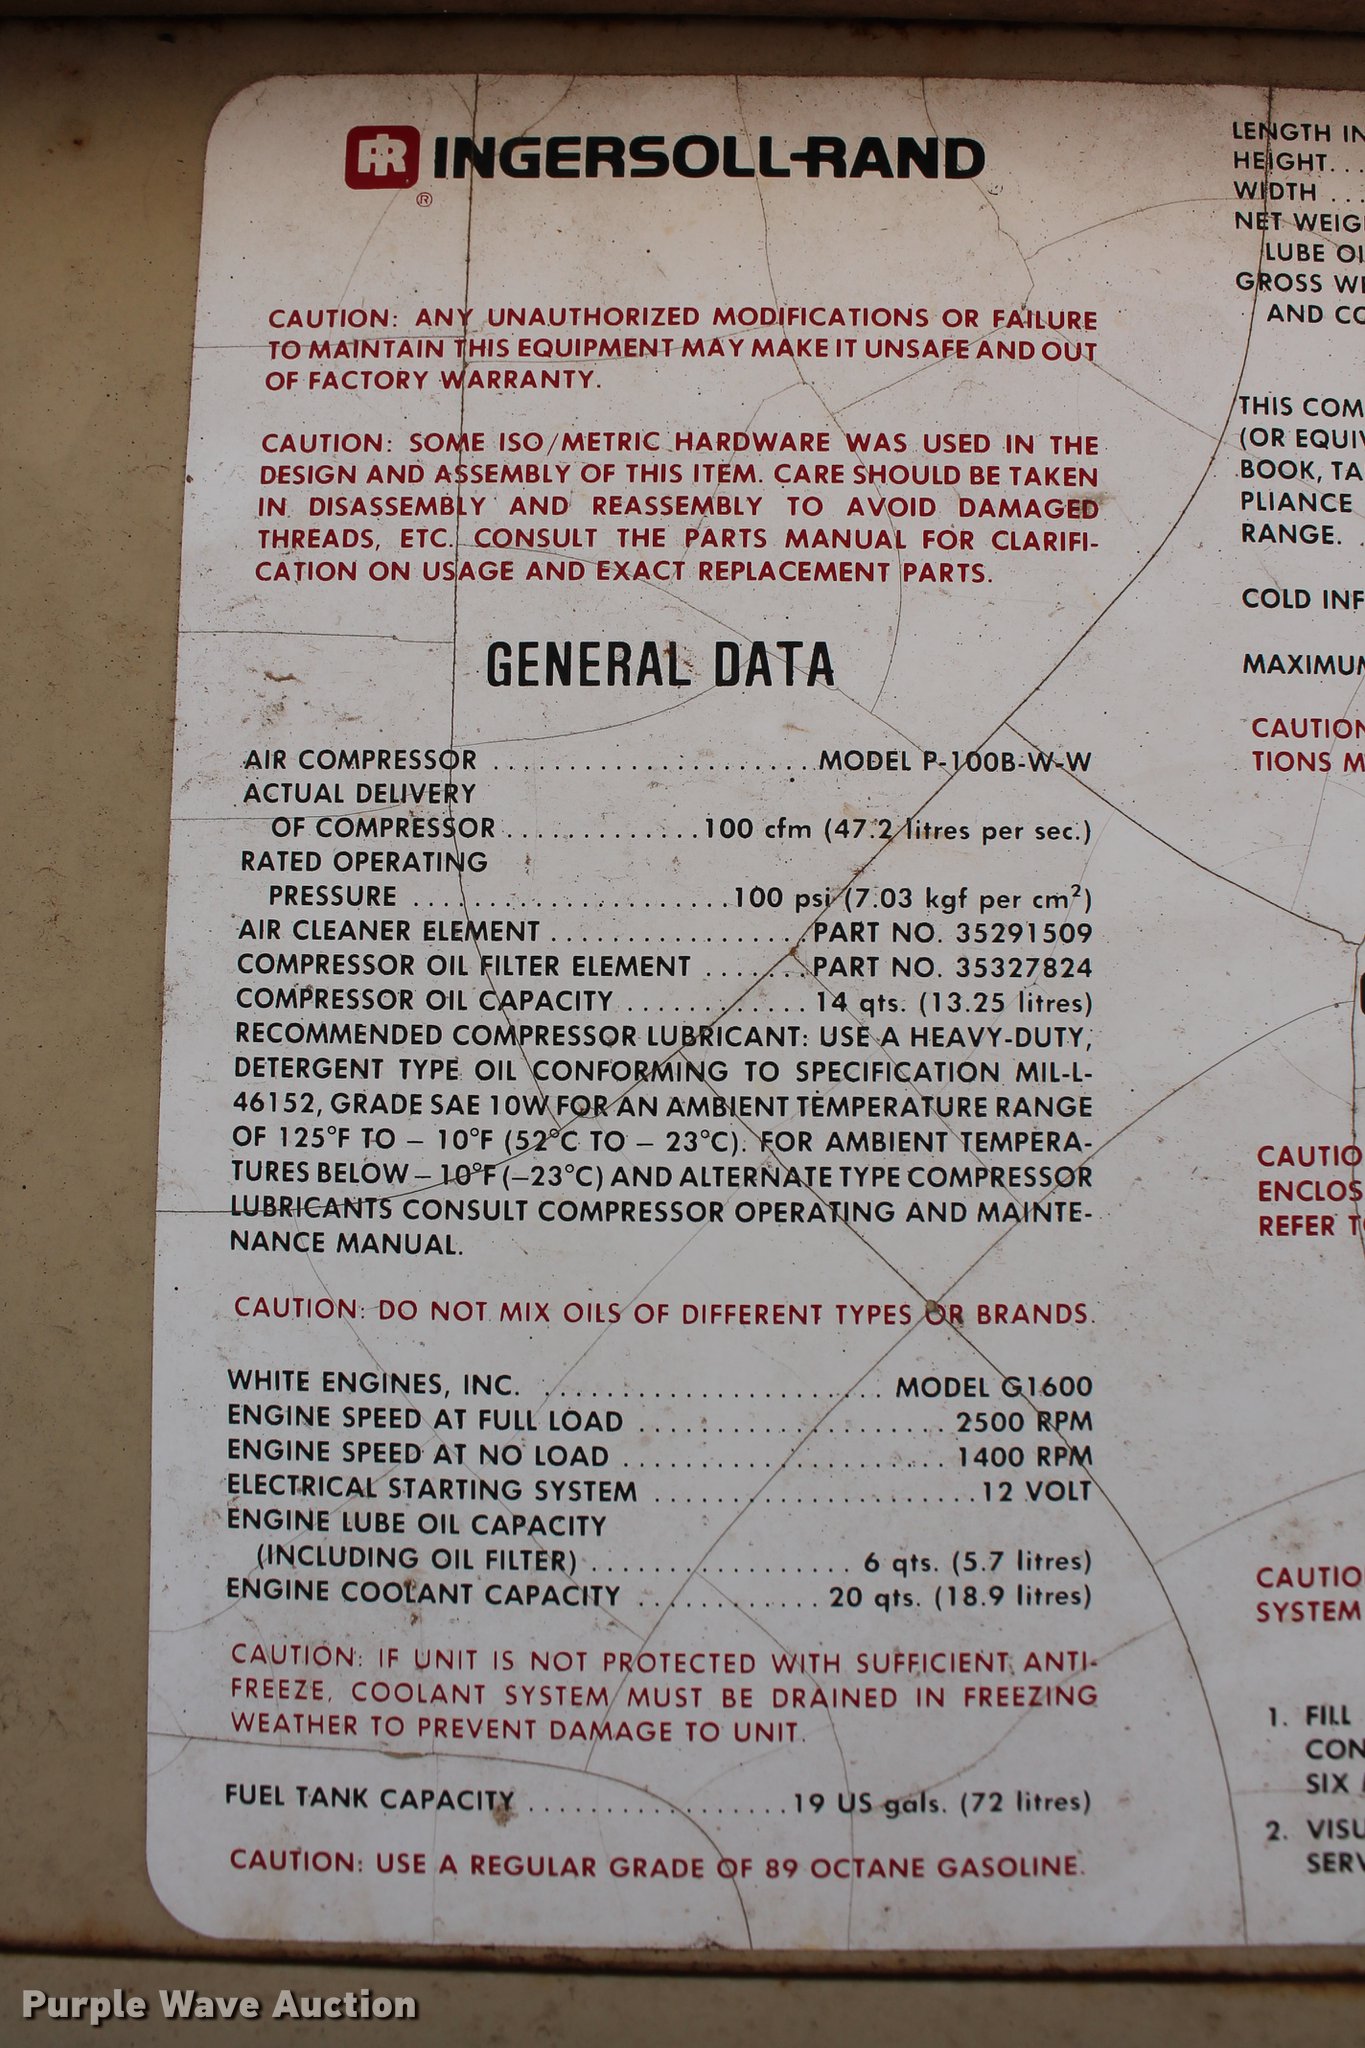 IR INGERSOLL-RAND
®
CAUTION: ANY UNAUTHORIZED MODIFICATIONS OR FAILURE
TO MAINTAIN THIS EQUIPMENT MAY MAKE IT UNSAFE AND OUT
OF FACTORY WARRANTY.
CAUTION: SOME ISO/METRIC HARDWARE WAS USED IN THE
DESIGN AND ASSEMBLY OF THIS ITEM. CARE SHOULD BE TAKEN
IN DISASSEMBLY AND REASSEMBLY TO AVOID DAMAGED
THREADS, ETC. CONSULT THE PARTS MANUAL FOR CLARIFI-
CATION ON USAGE AND EXACT REPLACEMENT PARTS.
GENERAL DATA
AIR COMPRESSOR ..................... MODEL P-100B-W-W
ACTUAL DELIVERY
OF COMPRESSOR ............. 100 cfm (47.2 litres per sec.)
RATED OPERATING
PRESSURE ..................... 100 psi (7.03 kgf per cm²)
AIR CLEANER ELEMENT ................. PART NO. 35291509
COMPRESSOR OIL FILTER ELEMENT ....... PART NO. 35327824
COMPRESSOR OIL CAPACITY ............ 14 qts. (13.25 litres)
RECOMMENDED COMPRESSOR LUBRICANT: USE A HEAVY-DUTY,
DETERGENT TYPE OIL CONFORMING TO SPECIFICATION MIL-L-
46152, GRADE SAE 10W FOR AN AMBIENT TEMPERATURE RANGE
OF 125°F TO – 10°F (52°C TO – 23°C). FOR AMBIENT TEMPERA-
TURES BELOW – 10°F (–23°C) AND ALTERNATE TYPE COMPRESSOR
LUBRICANTS CONSULT COMPRESSOR OPERATING AND MAINTE-
NANCE MANUAL.
CAUTION: DO NOT MIX OILS OF DIFFERENT TYPES OR BRANDS.
WHITE ENGINES, INC. ...................... MODEL G1600
ENGINE SPEED AT FULL LOAD .................... 2500 RPM
ENGINE SPEED AT NO LOAD ..................... 1400 RPM
ELECTRICAL STARTING SYSTEM ..................... 12 VOLT
ENGINE LUBE OIL CAPACITY
(INCLUDING OIL FILTER) ................. 6 qts. (5.7 litres)
ENGINE COOLANT CAPACITY ............ 20 qts. (18.9 litres)
CAUTION: IF UNIT IS NOT PROTECTED WITH SUFFICIENT ANTI-
FREEZE, COOLANT SYSTEM MUST BE DRAINED IN FREEZING
WEATHER TO PREVENT DAMAGE TO UNIT.
FUEL TANK CAPACITY ................. 19 US gals. (72 litres)
CAUTION: USE A REGULAR GRADE OF 89 OCTANE GASOLINE.
LENGTH IN
HEIGHT...
WIDTH ...
NET WEIG
LUBE OI
GROSS WE
AND CO
THIS COM
(OR EQUIV
BOOK, TA
PLIANCE
RANGE.
COLD INF
MAXIMUM
CAUTION
TIONS M
CAUTIO
ENCLOS
REFER TO
CAUTIO
SYSTEM
1. FILL
CON
SIX
2. VISU
SERV
Purple Wave Auction